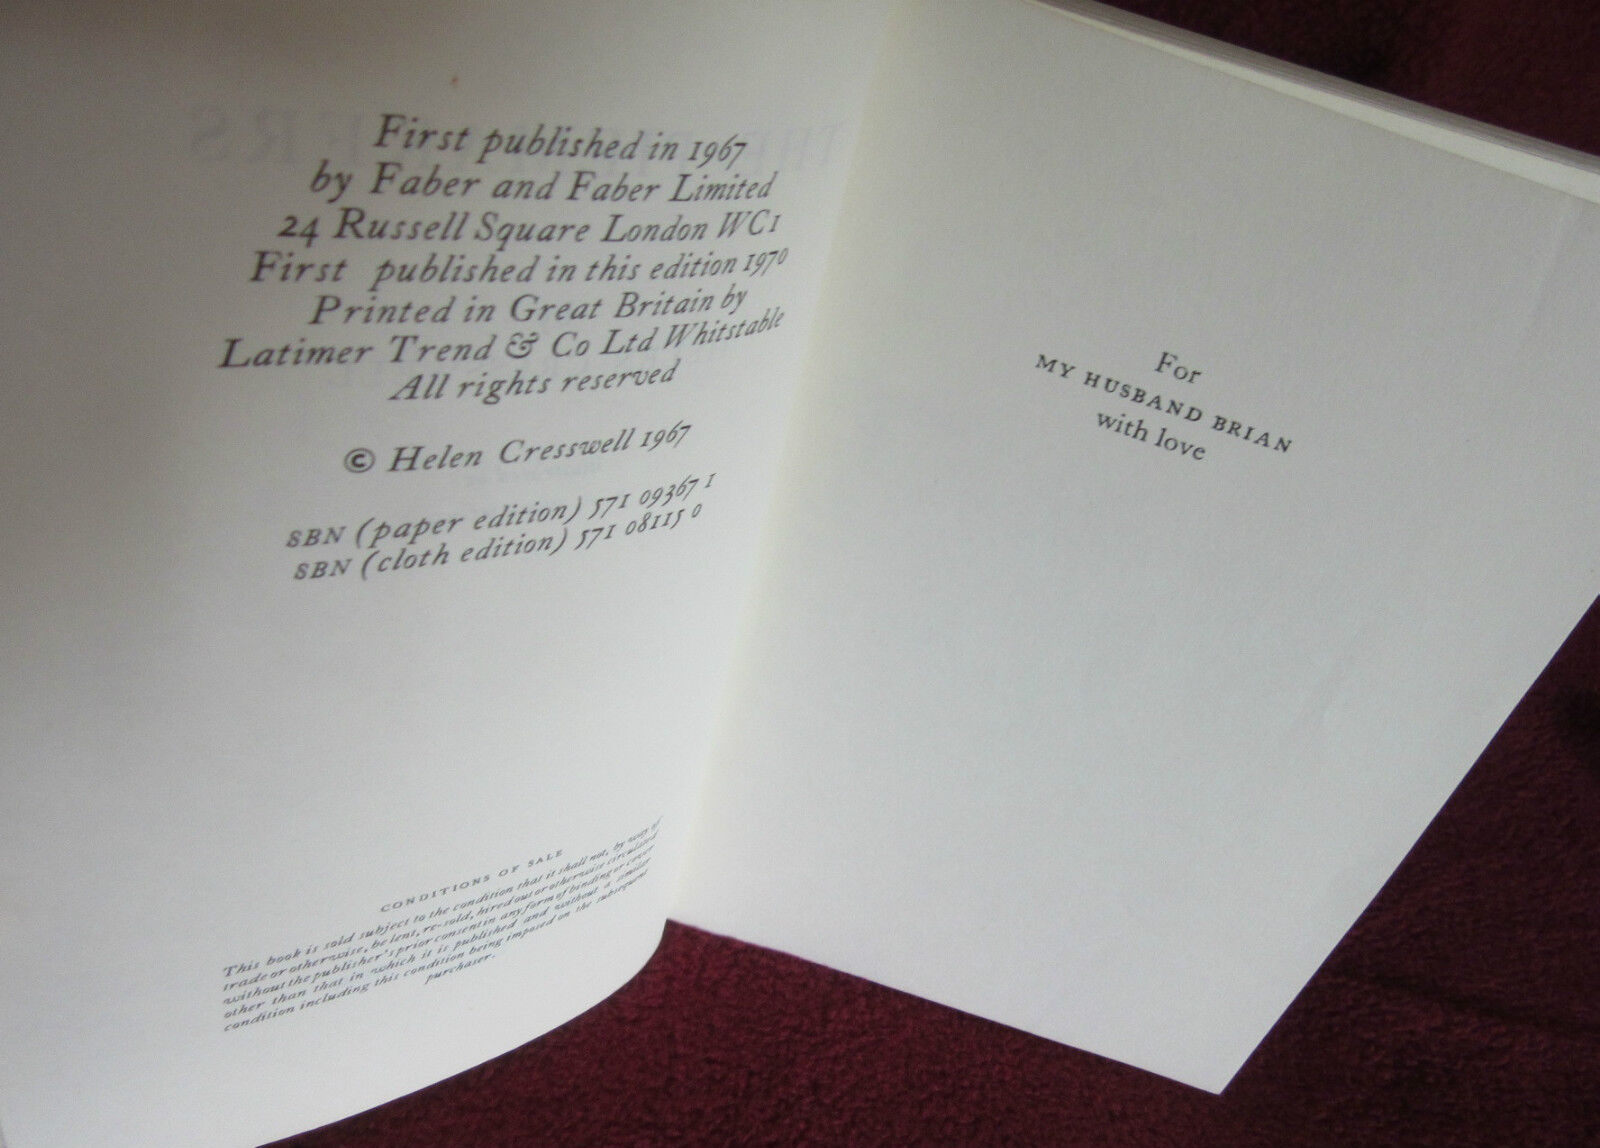 First published in 1967
by Faber and Faber Limited
24 Russell Square London WC1
First published in this edition 1970
Printed in Great Britain by
Latimer Trend & Co Ltd Whitstable
All rights reserved
© Helen Cresswell 1967
SBN (paper edition) 571 09367 1
SBN (cloth edition) 571 08115 0
CONDITIONS OF SALE
This book is sold subject to the condition that it shall not, by way of
trade or otherwise, be lent, re-sold, hired out or otherwise circulated
without the publisher's prior consent in any form of binding or cover
other than that in which it is published and without a similar
condition including this condition being imposed on the subsequent
purchaser.
For
MY HUSBAND BRIAN
with love